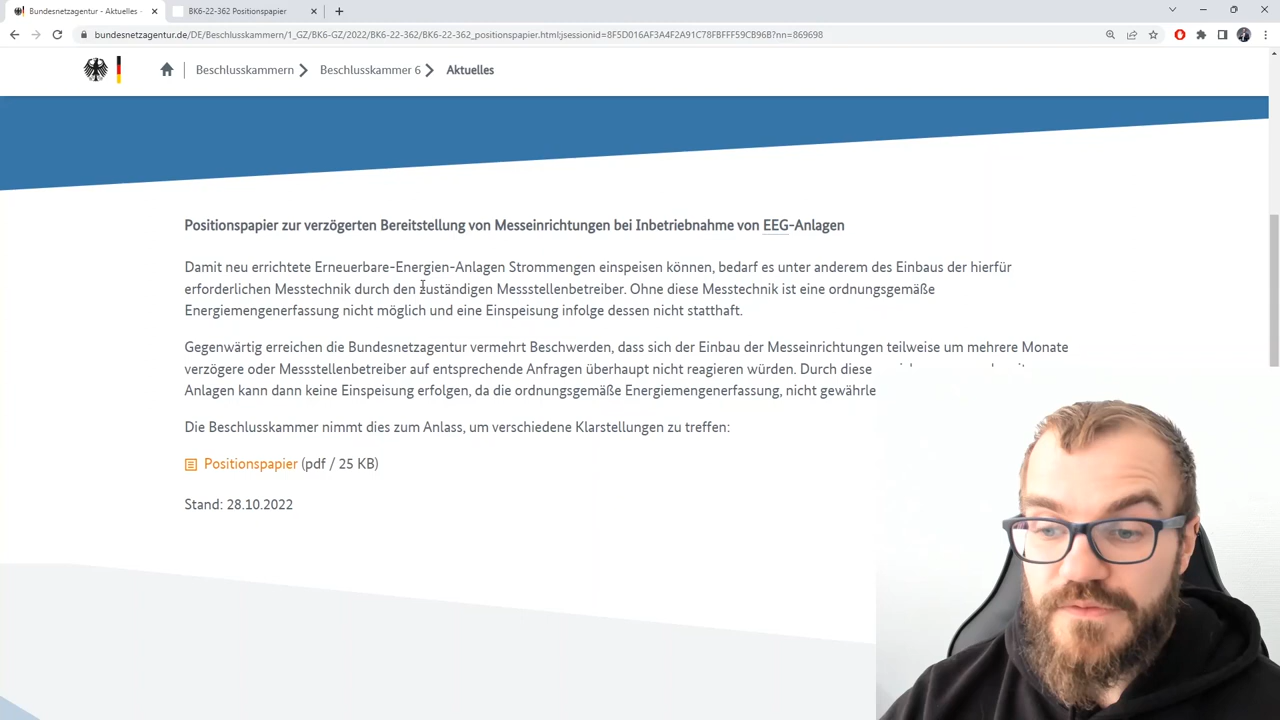 Bundesnetzagentur - Aktuelles -
BK6-22-362 Positionspapier
bundesnetzagentur.de/DE/Beschlusskammern/1_GZ/BK6-GZ/2022/BK6-22-362/BK6-22-362_positionspapier.html;jsessionid=8F5D016AF3A4F2A91C78BFFF59CB96B?nn=869698
Beschlusskammern
Beschlusskammer 6
Aktuelles
Positionspapier zur verzögerten Bereitstellung von Messeinrichtungen bei Inbetriebnahme von EEG-Anlagen
Damit neu errichtete Erneuerbare-Energien-Anlagen Strommengen einspeisen können, bedarf es unter anderem des Einbaus der hierfür
erforderlichen Messtechnik durch den zuständigen Messstellenbetreiber. Ohne diese Messtechnik ist eine ordnungsgemäße
Energiemengenerfassung nicht möglich und eine Einspeisung infolge dessen nicht statthaft.
Gegenwärtig erreichen die Bundesnetzagentur vermehrt Beschwerden, dass sich der Einbau der Messeinrichtungen teilweise um mehrere Monate
verzögere oder Messstellenbetreiber auf entsprechende Anfragen überhaupt nicht reagieren würden. Durch diese
Anlagen kann dann keine Einspeisung erfolgen, da die ordnungsgemäße Energiemengenerfassung, nicht gewährle
Die Beschlusskammer nimmt dies zum Anlass, um verschiedene Klarstellungen zu treffen:
Positionspapier (pdf / 25 KB)
Stand: 28.10.2022